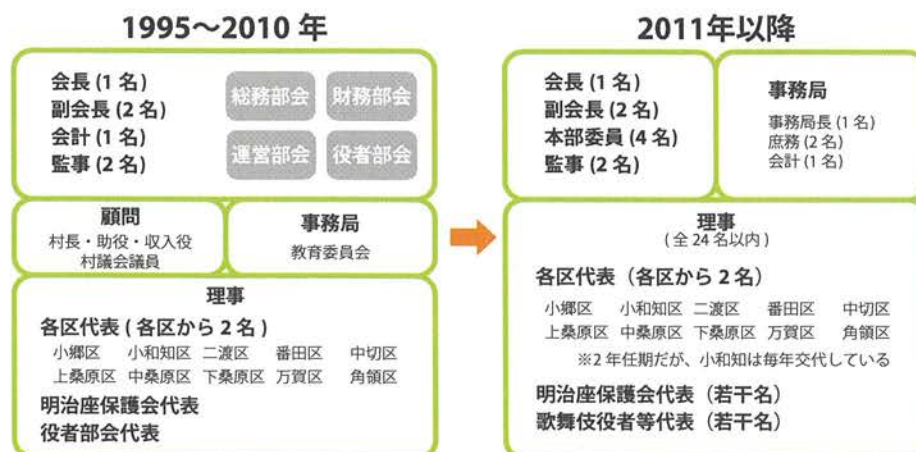 1995～2010 年
会長 (1 名)
副会長 (2 名)
会計 (1 名)
監事 (2 名)
総務部会 財務部会
運営部会 役者部会
顧問
村長・助役・収入役
村議会議員
事務局
教育委員会
理事
各区代表 ( 各区から 2 名 )
小郷区 小和知区 二渡区 番田区 中切区
上桑原区 中桑原区 下桑原区 万賀区 角領区
明治座保護会代表
役者部会代表
2011年以降
会長 (1 名)
副会長 (2 名)
本部委員 (4 名)
監事 (2 名)
事務局
事務局長 (1 名)
庶務 (2 名)
会計 (1 名)
理事
( 全 24 名以内 )
各区代表（各区から 2 名）
小郷区 小和知区 二渡区 番田区 中切区
上桑原区 中桑原区 下桑原区 万賀区 角領区
※2 年任期だが、小和知は毎年交代している
明治座保護会代表（若干名）
歌舞伎役者等代表（若干名）